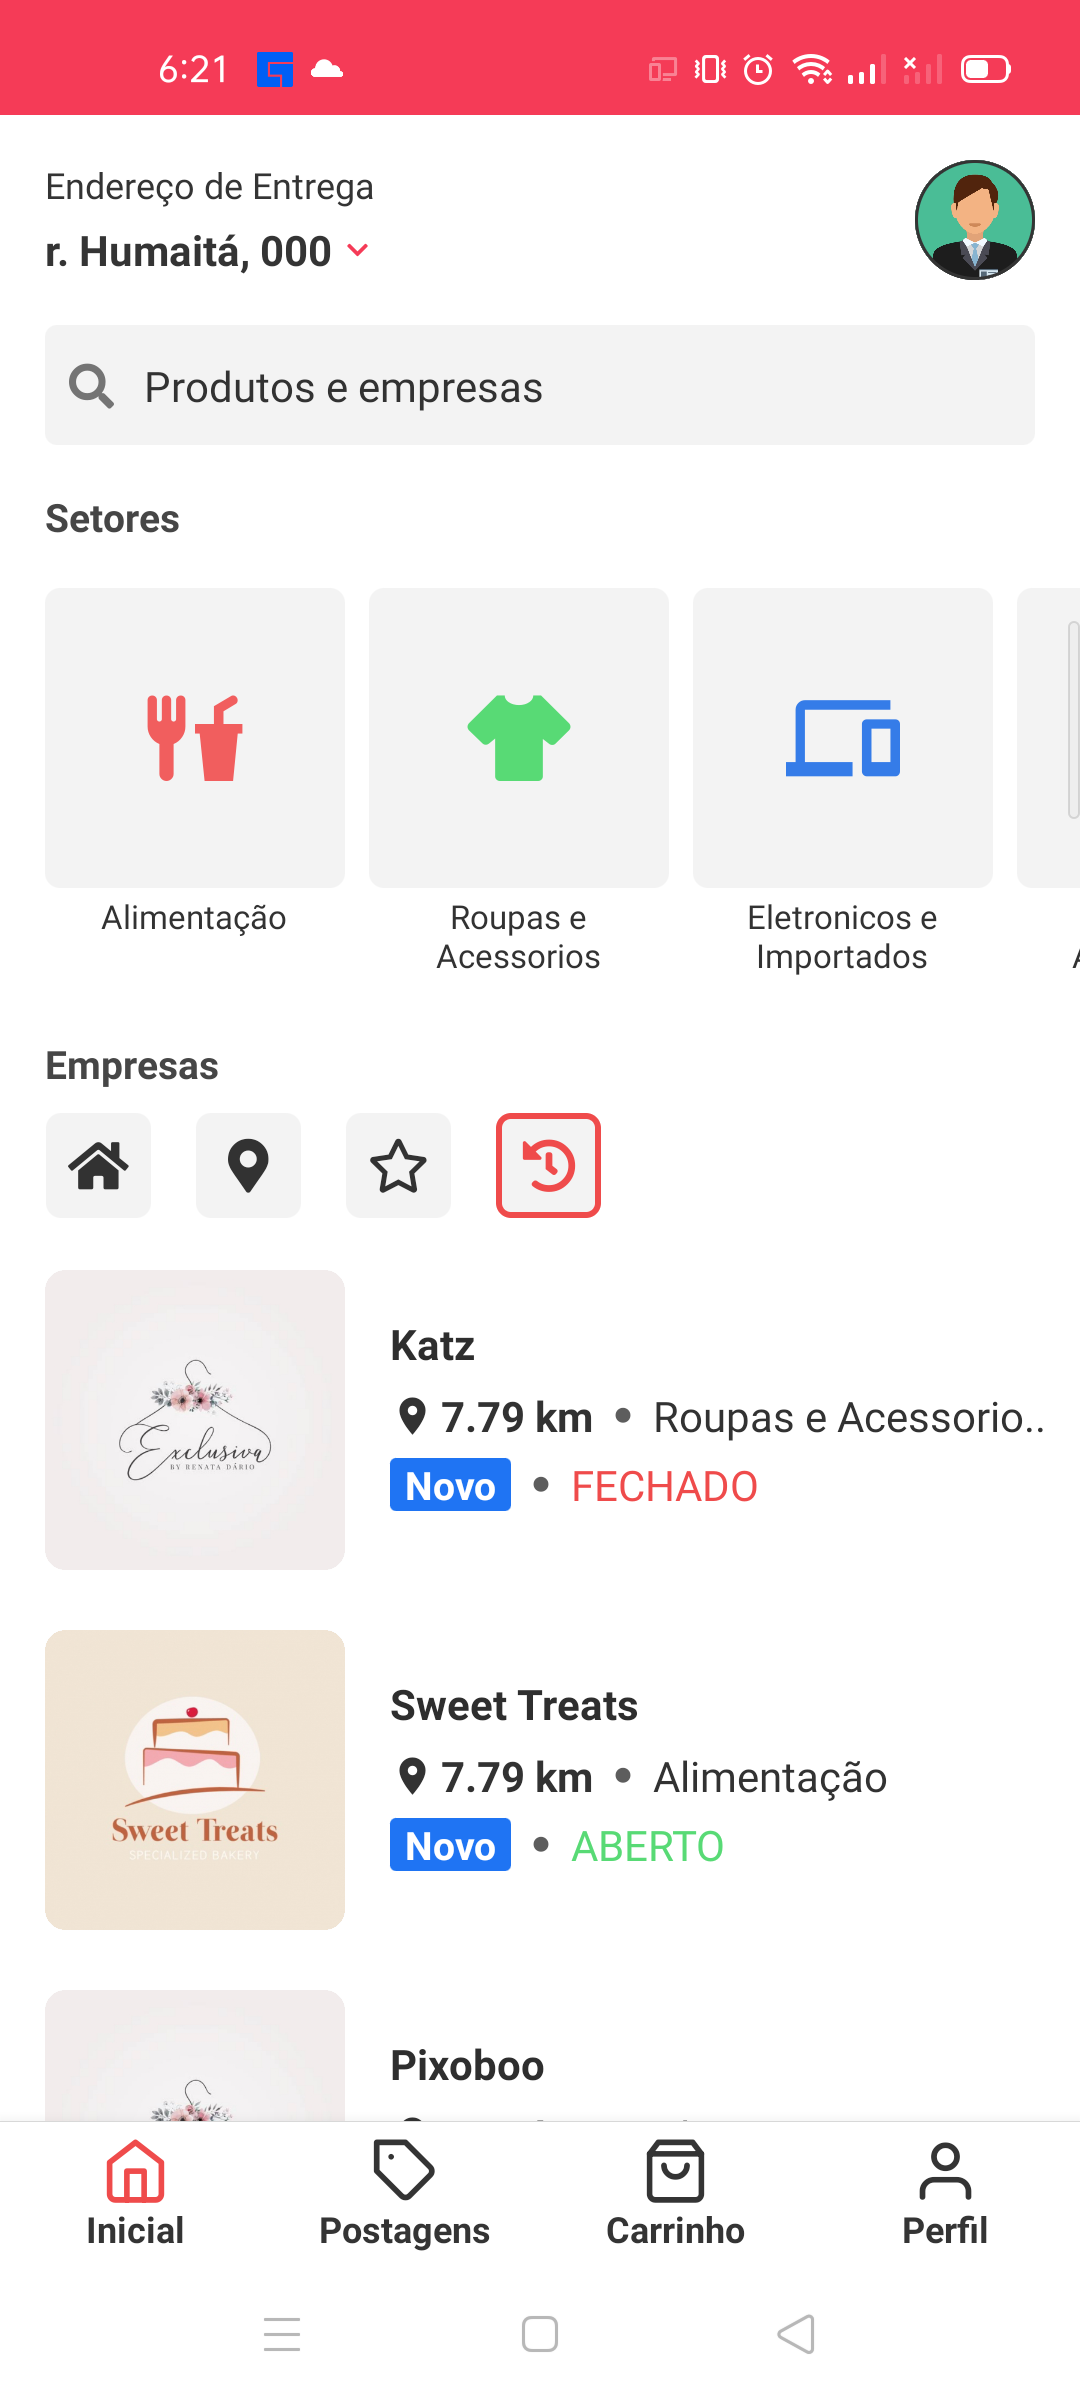 6:21
Endereço de Entrega
r. Humaitá, 000
Produtos e empresas
Setores
Alimentação
Roupas e
Acessorios
Eletronicos e
Importados
Empresas
Exclusiva
BY RENATA DÁRIO
Katz
7.79 km • Roupas e Acessorio..
Novo • FECHADO
Sweet Treats
SPECIALIZED BAKERY
Sweet Treats
7.79 km • Alimentação
Novo • ABERTO
Pixoboo
Inicial
Postagens
Carrinho
Perfil